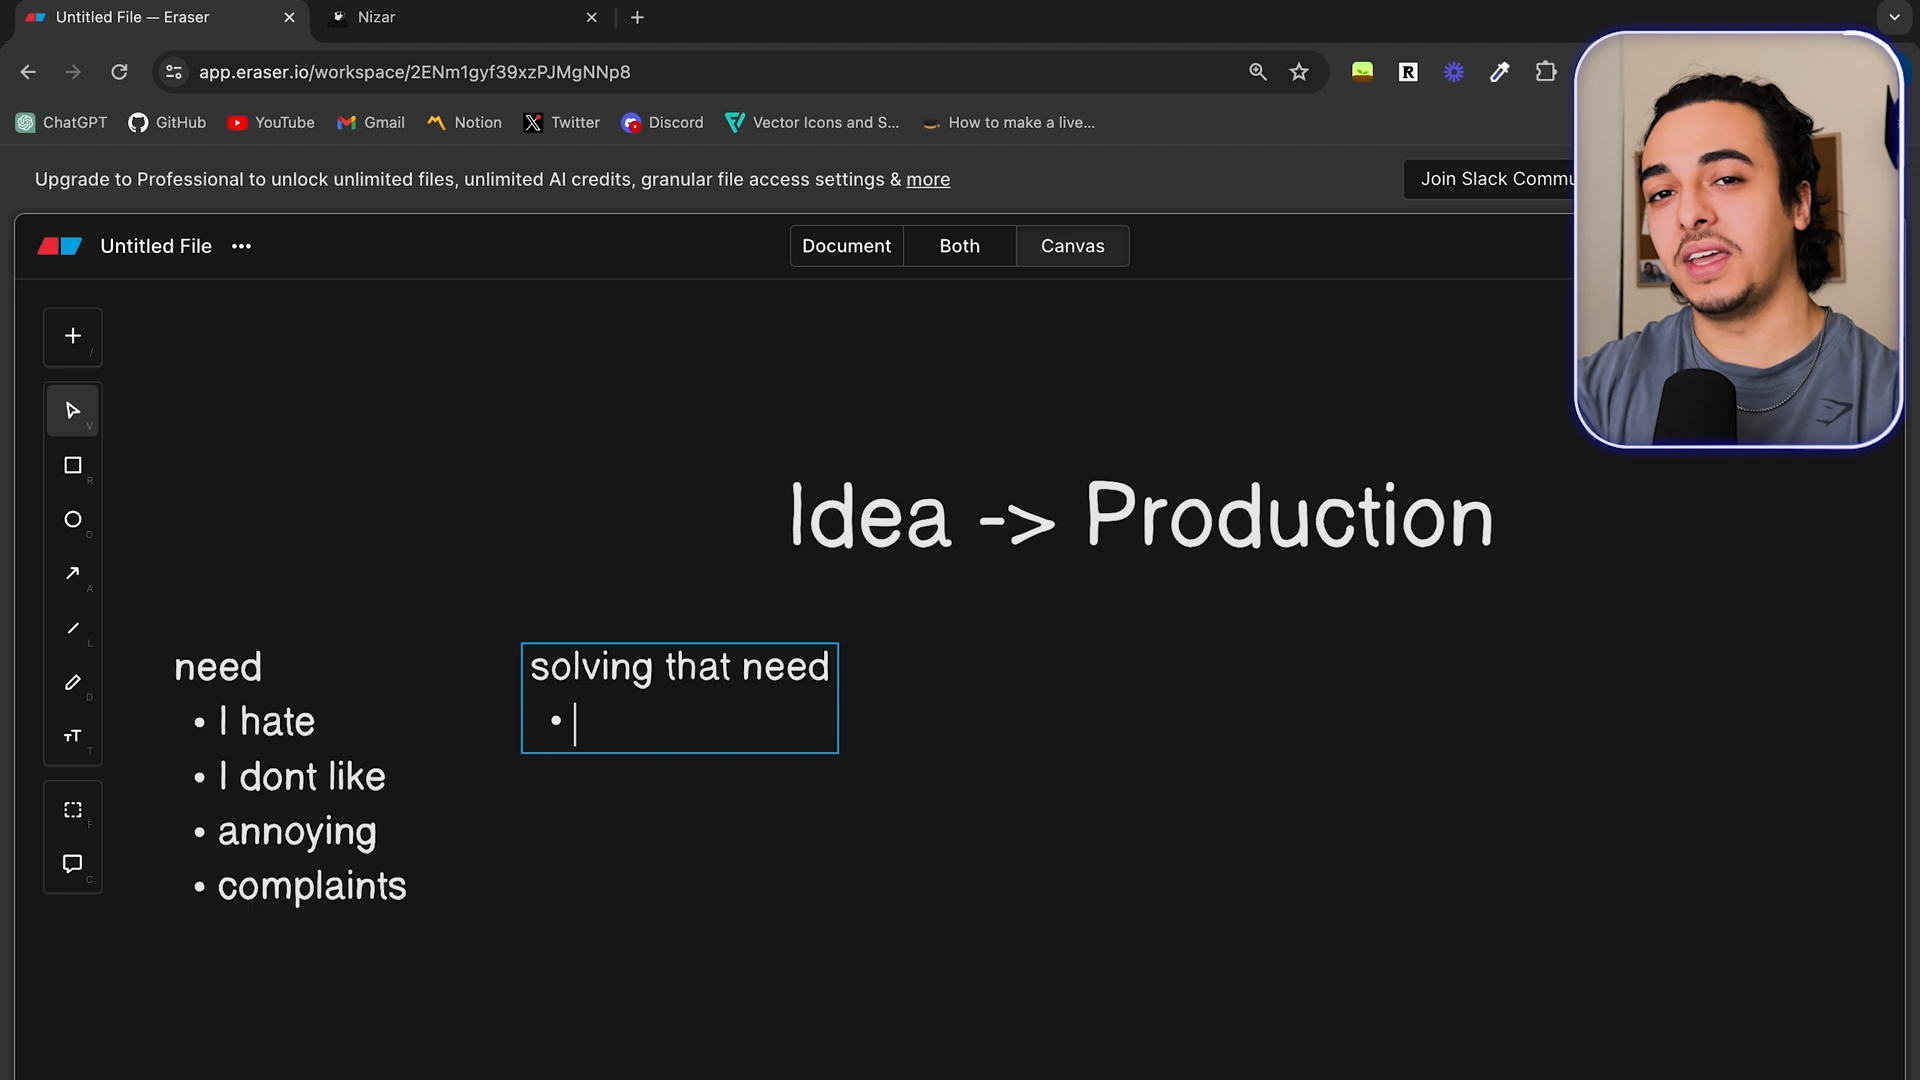 Untitled File — Eraser
Nizar
app.eraser.io/workspace/2ENm1gyf39xzPJMgNNp8
ChatGPT
GitHub
YouTube
Gmail
Notion
Twitter
Discord
Vector Icons and S...
How to make a live...
Upgrade to Professional to unlock unlimited files, unlimited AI credits, granular file access settings & more
Join Slack Commu
Untitled File
Document
Both
Canvas
/
V
R
O
A
L
D
T
F
C
Idea -> Production
need
• I hate
• I dont like
• annoying
• complaints
solving that need
•